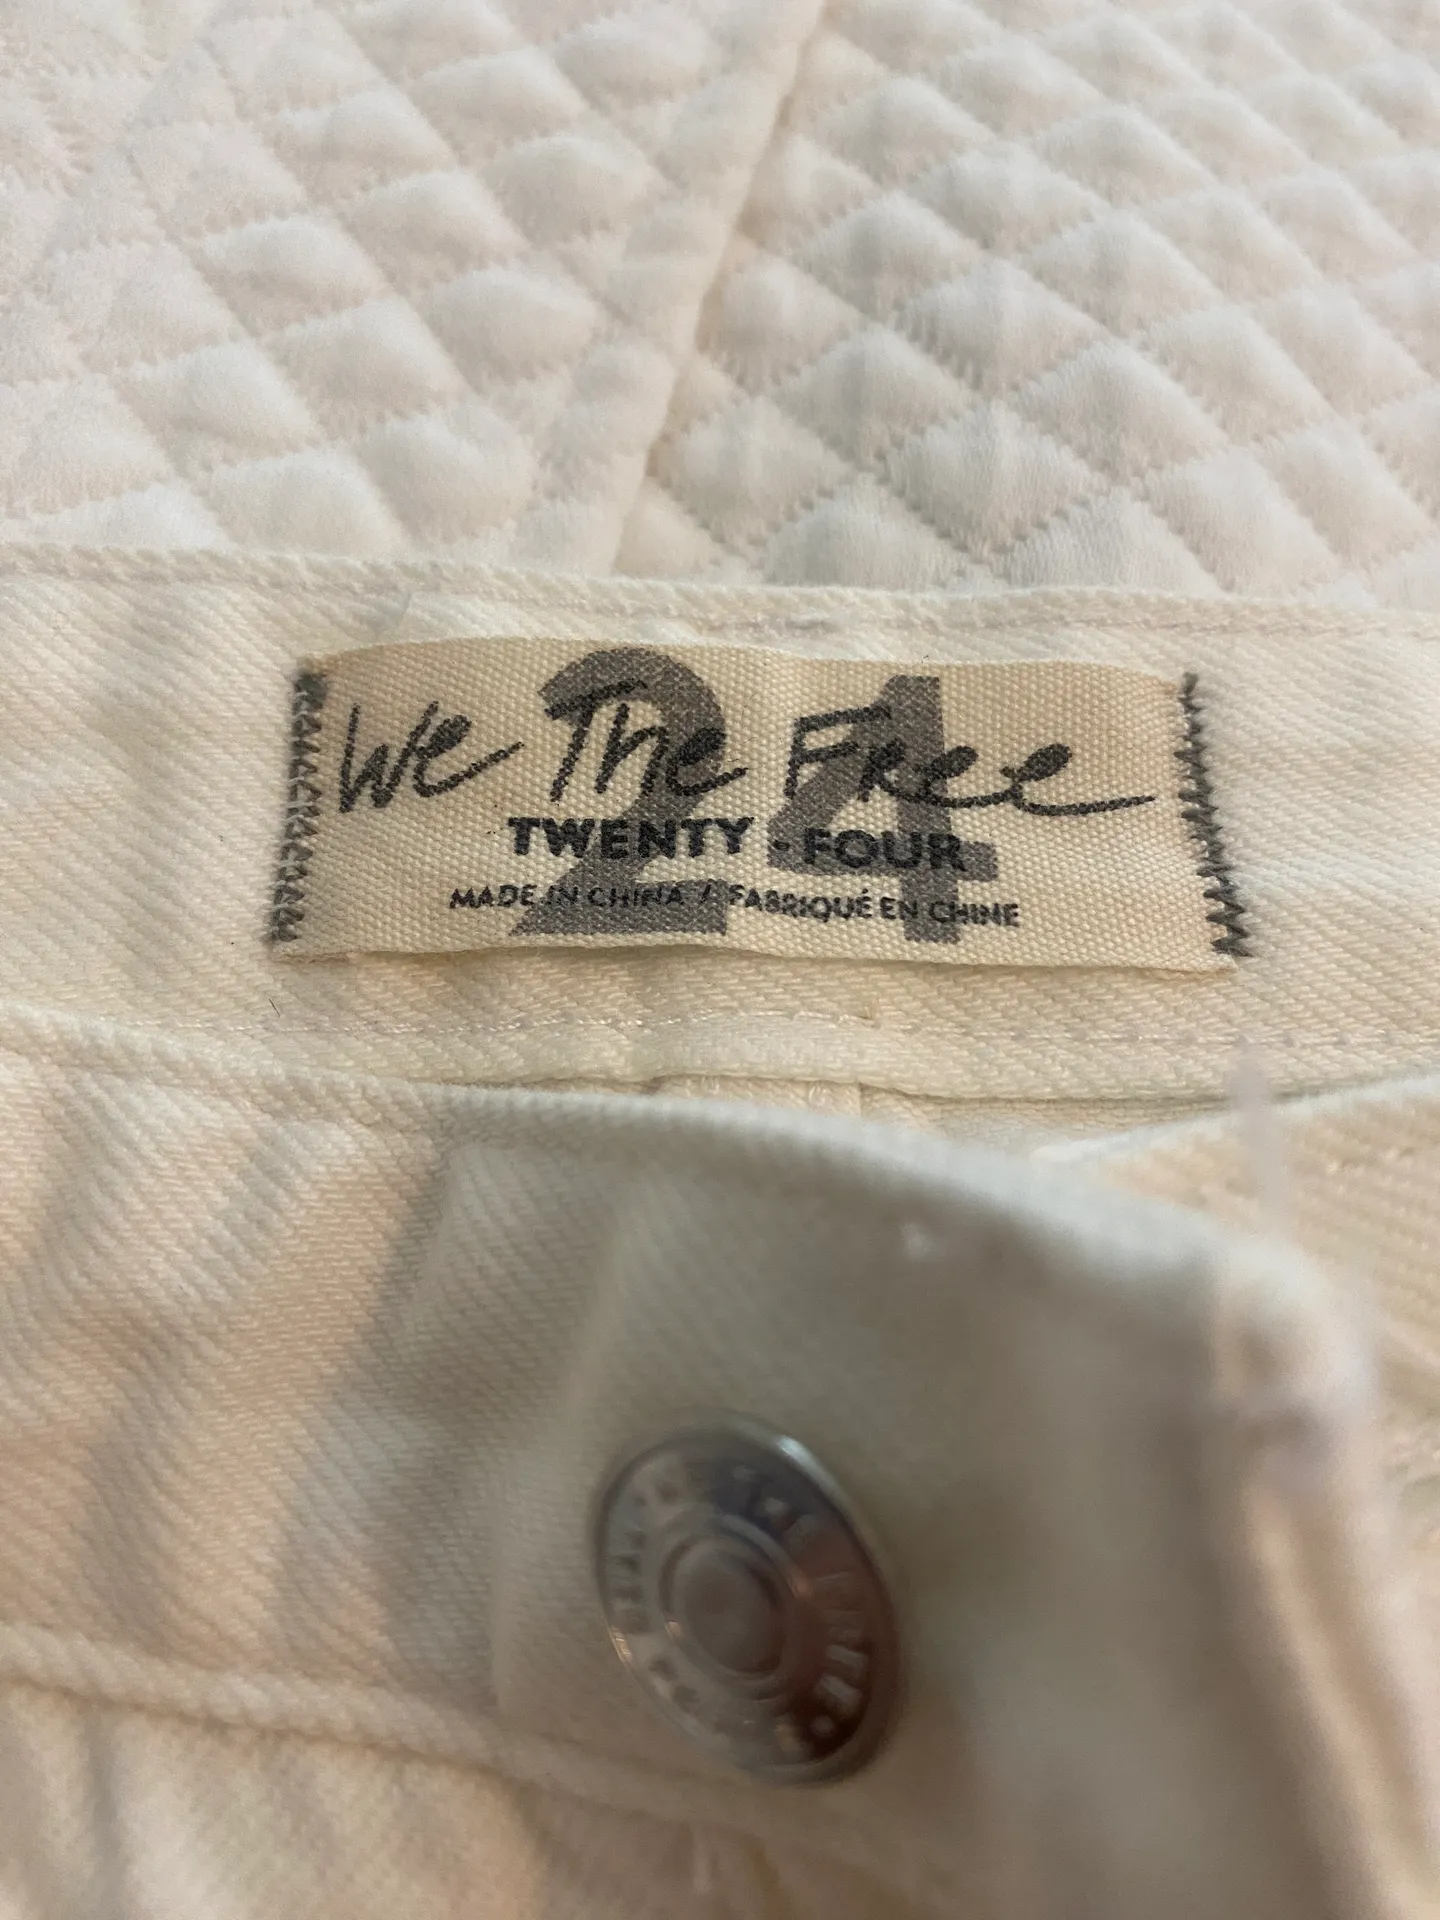 24
We The Free
TWENTY-FOUR
MADE IN CHINA / FABRIQUÉ EN CHINE